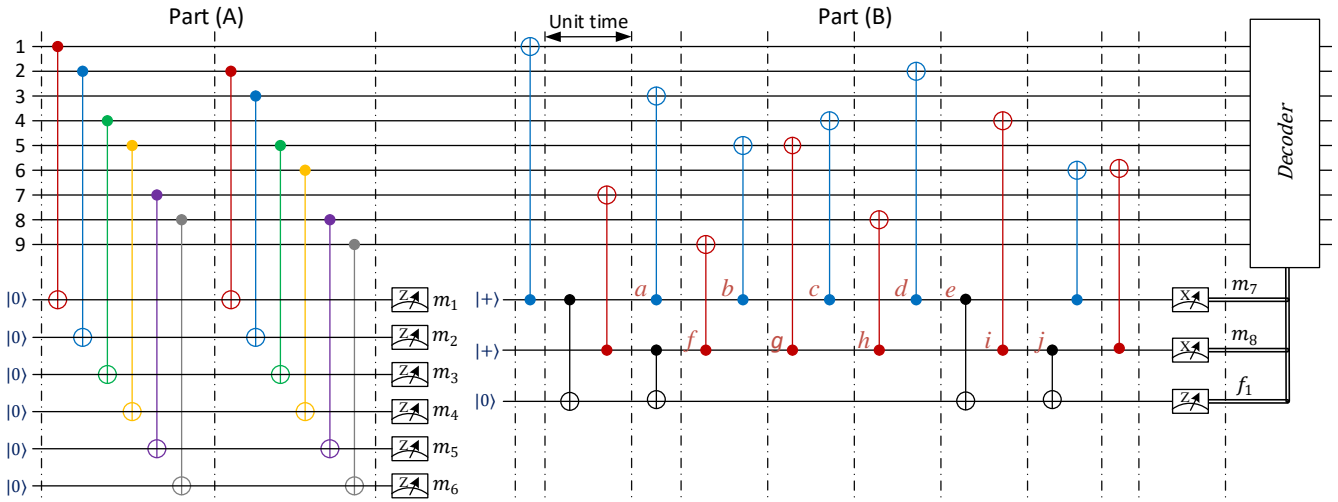 Part (A)
Unit time
Part (B)
1
2
3
4
5
6
7
8
9
Decoder
|0⟩ Z m₁
|0⟩ Z m₂
|0⟩ Z m₃
|0⟩ Z m₄
|0⟩ Z m₅
|0⟩ Z m₆
|+⟩ a b c d e X m₇
|+⟩ f g h i j X m₈
|0⟩ Z f₁